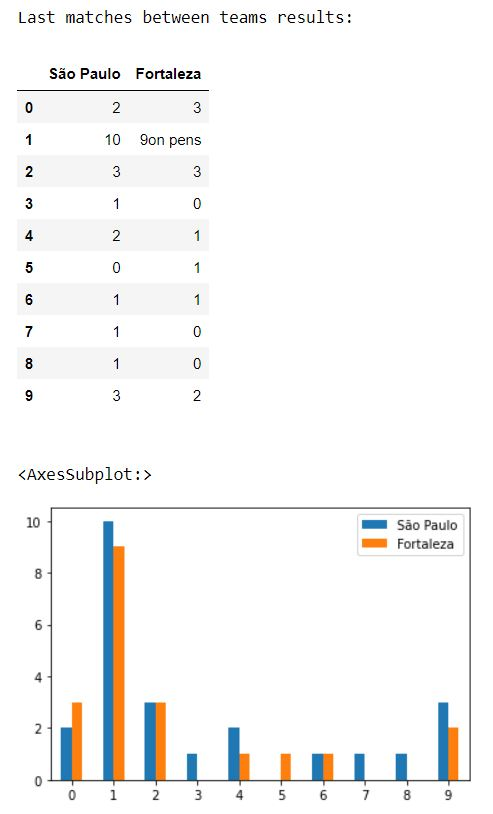 Last matches between teams results:
São Paulo Fortaleza
0 2 3
1 10 9on pens
2 3 3
3 1 0
4 2 1
5 0 1
6 1 1
7 1 0
8 1 0
9 3 2
<AxesSubplot:>
São Paulo
Fortaleza
10
8
6
4
2
0
0 1 2 3 4 5 6 7 8 9